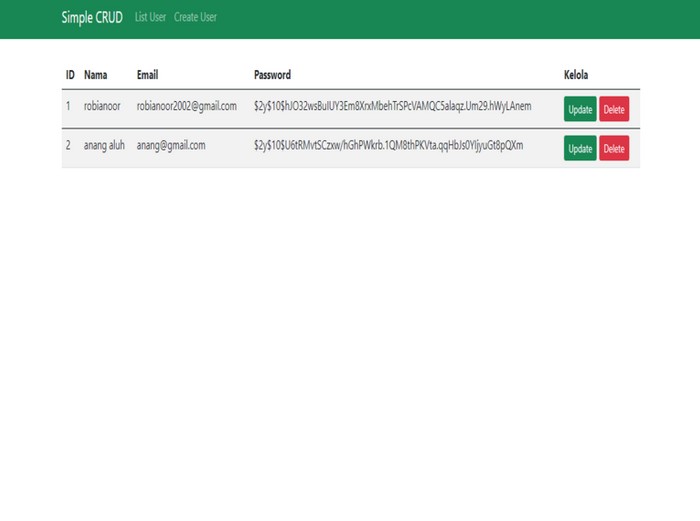 Simple CRUD List User Create User
ID Nama Email Password Kelola
1 robianoor robianoor2002@gmail.com $2y$10$hJO32wsBuIUY3Em8XrxMbehTrSPcVAMQC5alaqz.Um29.hWyLAnem Update Delete
2 anang aluh anang@gmail.com $2y$10$U6tRMvtSCzxw/hGhPWkrb.1QM8thPKVta.qqHbJs0YljyuGt8pQXm Update Delete